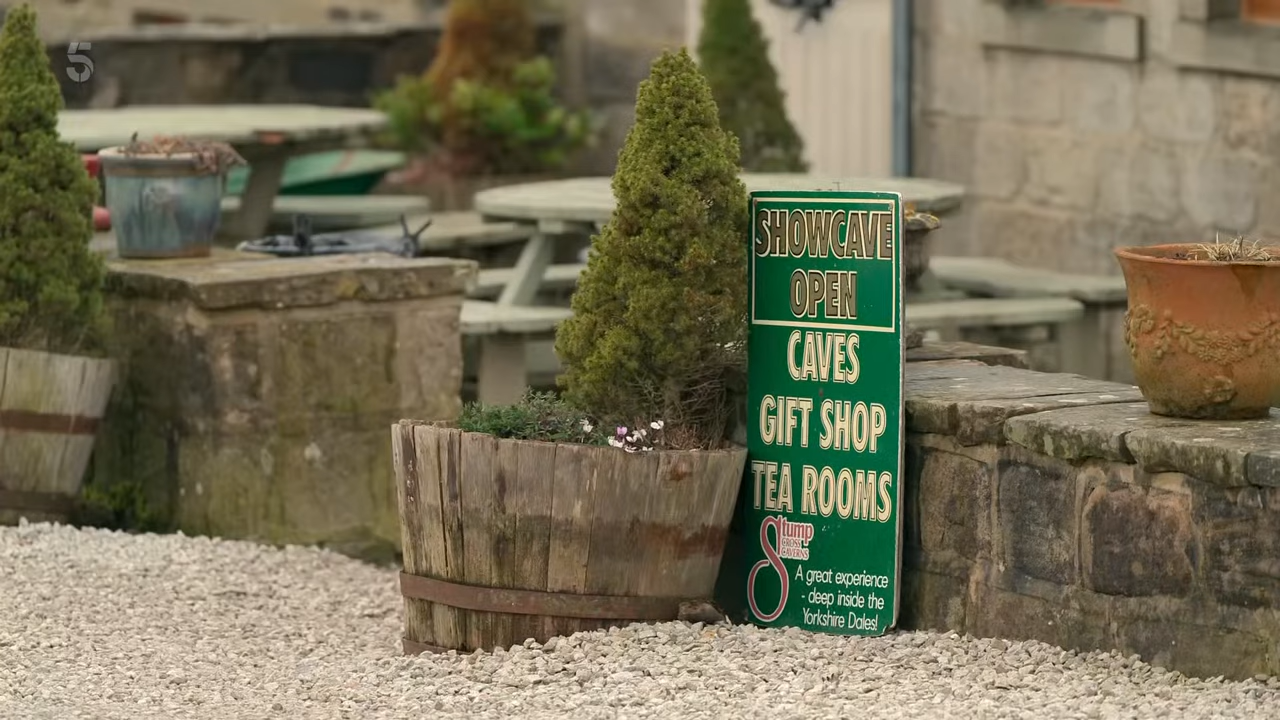 5
SHOWCAVE
OPEN
CAVES
GIFT SHOP
TEA ROOMS
Stump
CROSS
CAVERNS
A great experience
- deep inside the
Yorkshire Dales!